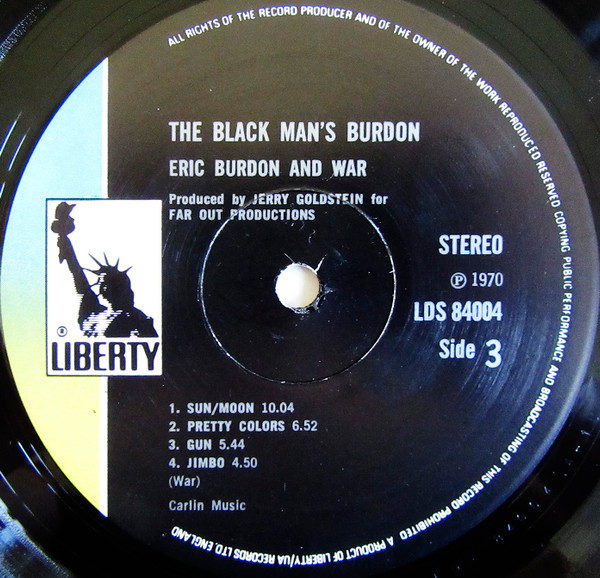 ALL RIGHTS OF THE RECORD PRODUCER AND OF THE OWNER OF THE WORK REPRODUCED RESERVED COPYING PUBLIC PERFORMANCE AND BROADCASTING OF THIS RECORD PROHIBITED A PRODUCT OF LIBERTY/UA RECORDS LTD. ENGLAND
THE BLACK MAN'S BURDON
ERIC BURDON AND WAR
Produced by JERRY GOLDSTEIN for
FAR OUT PRODUCTIONS
STEREO
Ⓟ 1970
LDS 84004
Side 3
®
LIBERTY
1. SUN/MOON 10.04
2. PRETTY COLORS 6.52
3. GUN 5.44
4. JIMBO 4.50
(War)
Carlin Music